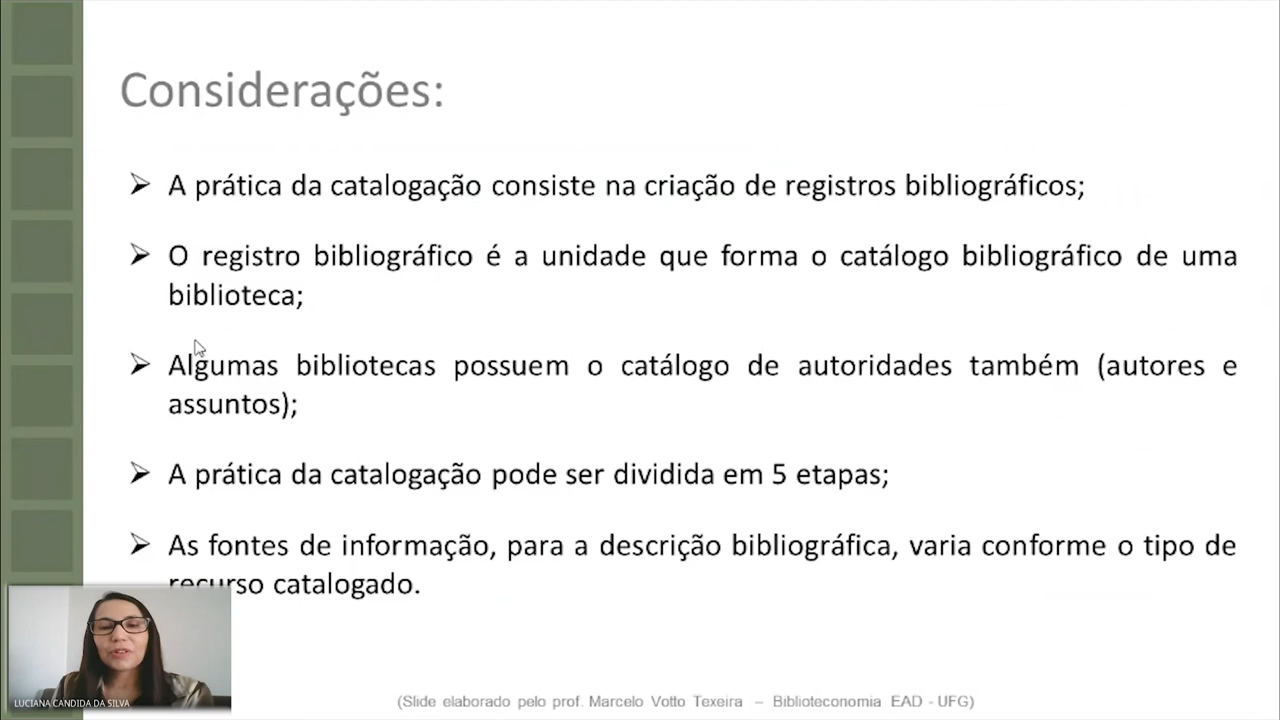 Considerações:
➢ A prática da catalogação consiste na criação de registros bibliográficos;
➢ O registro bibliográfico é a unidade que forma o catálogo bibliográfico de uma
biblioteca;
➢ Algumas bibliotecas possuem o catálogo de autoridades também (autores e
assuntos);
➢ A prática da catalogação pode ser dividida em 5 etapas;
➢ As fontes de informação, para a descrição bibliográfica, varia conforme o tipo de
recurso catalogado.
LUCIANA CANDIDA DA SILVA
(Slide elaborado pelo prof. Marcelo Votto Texeira – Biblioteconomia EAD - UFG)